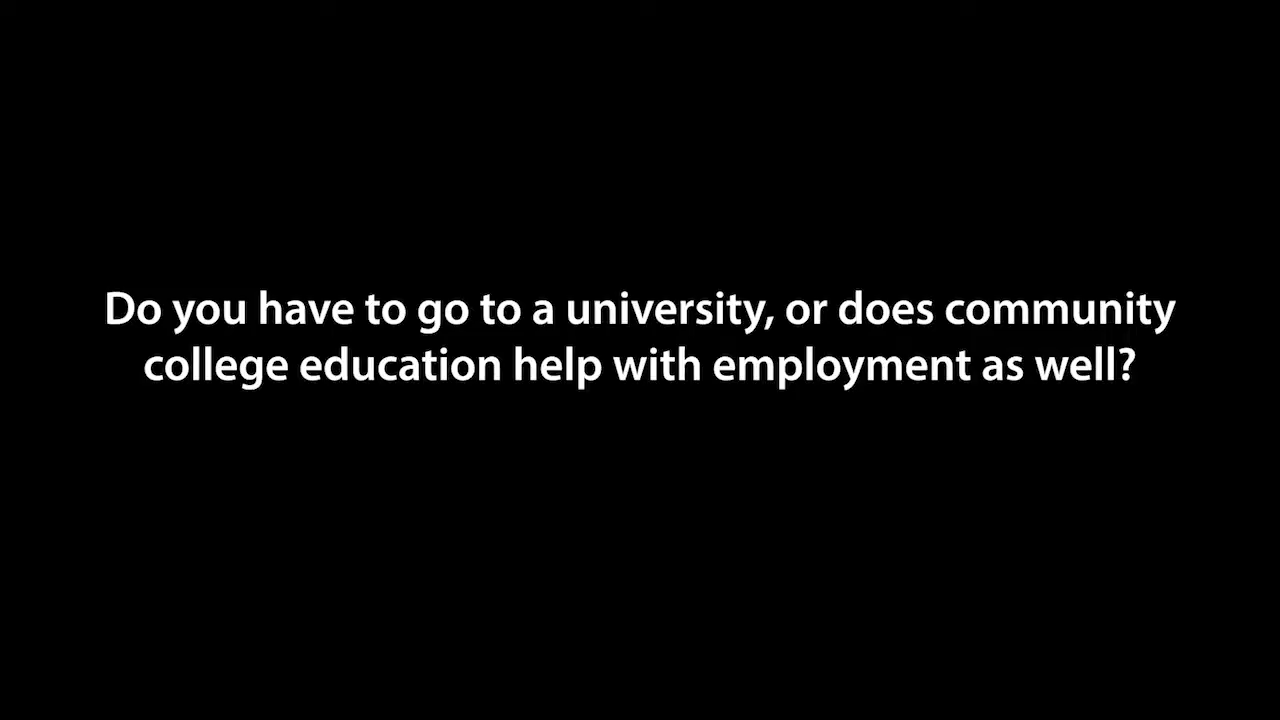 Do you have to go to a university, or does community
college education help with employment as well?